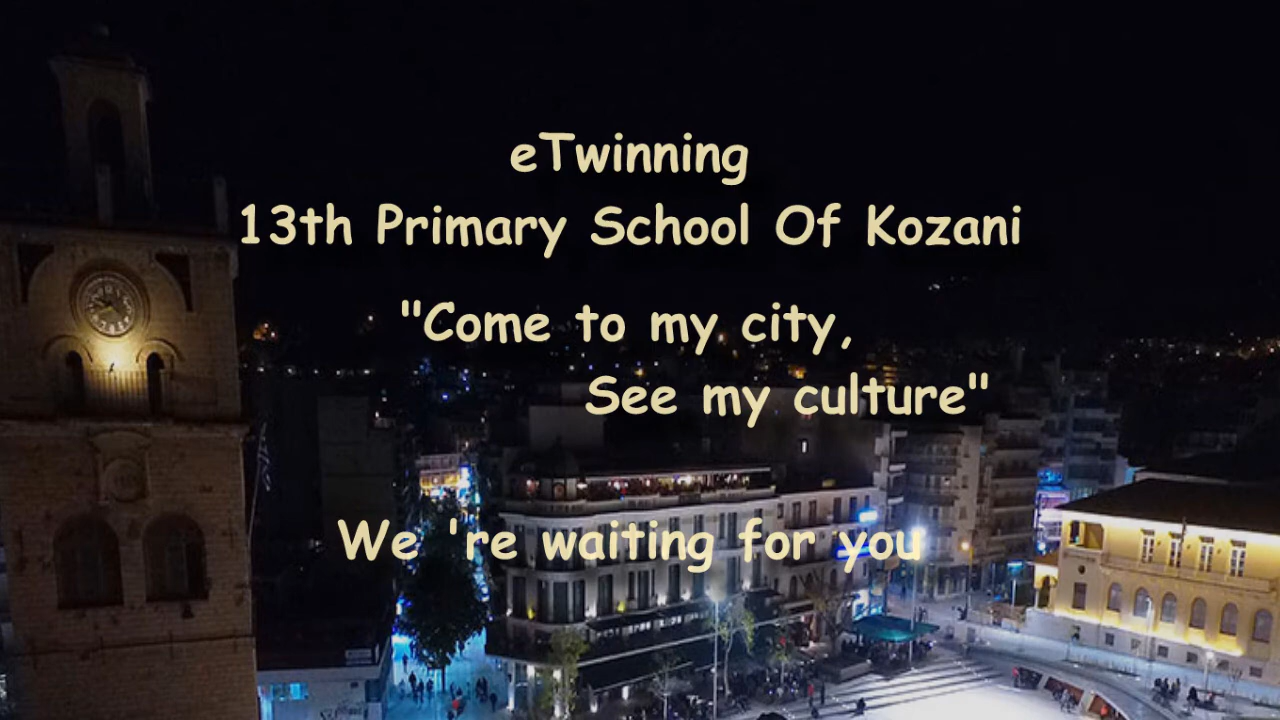 eTwinning
13th Primary School Of Kozani
"Come to my city,
See my culture"
We 're waiting for you